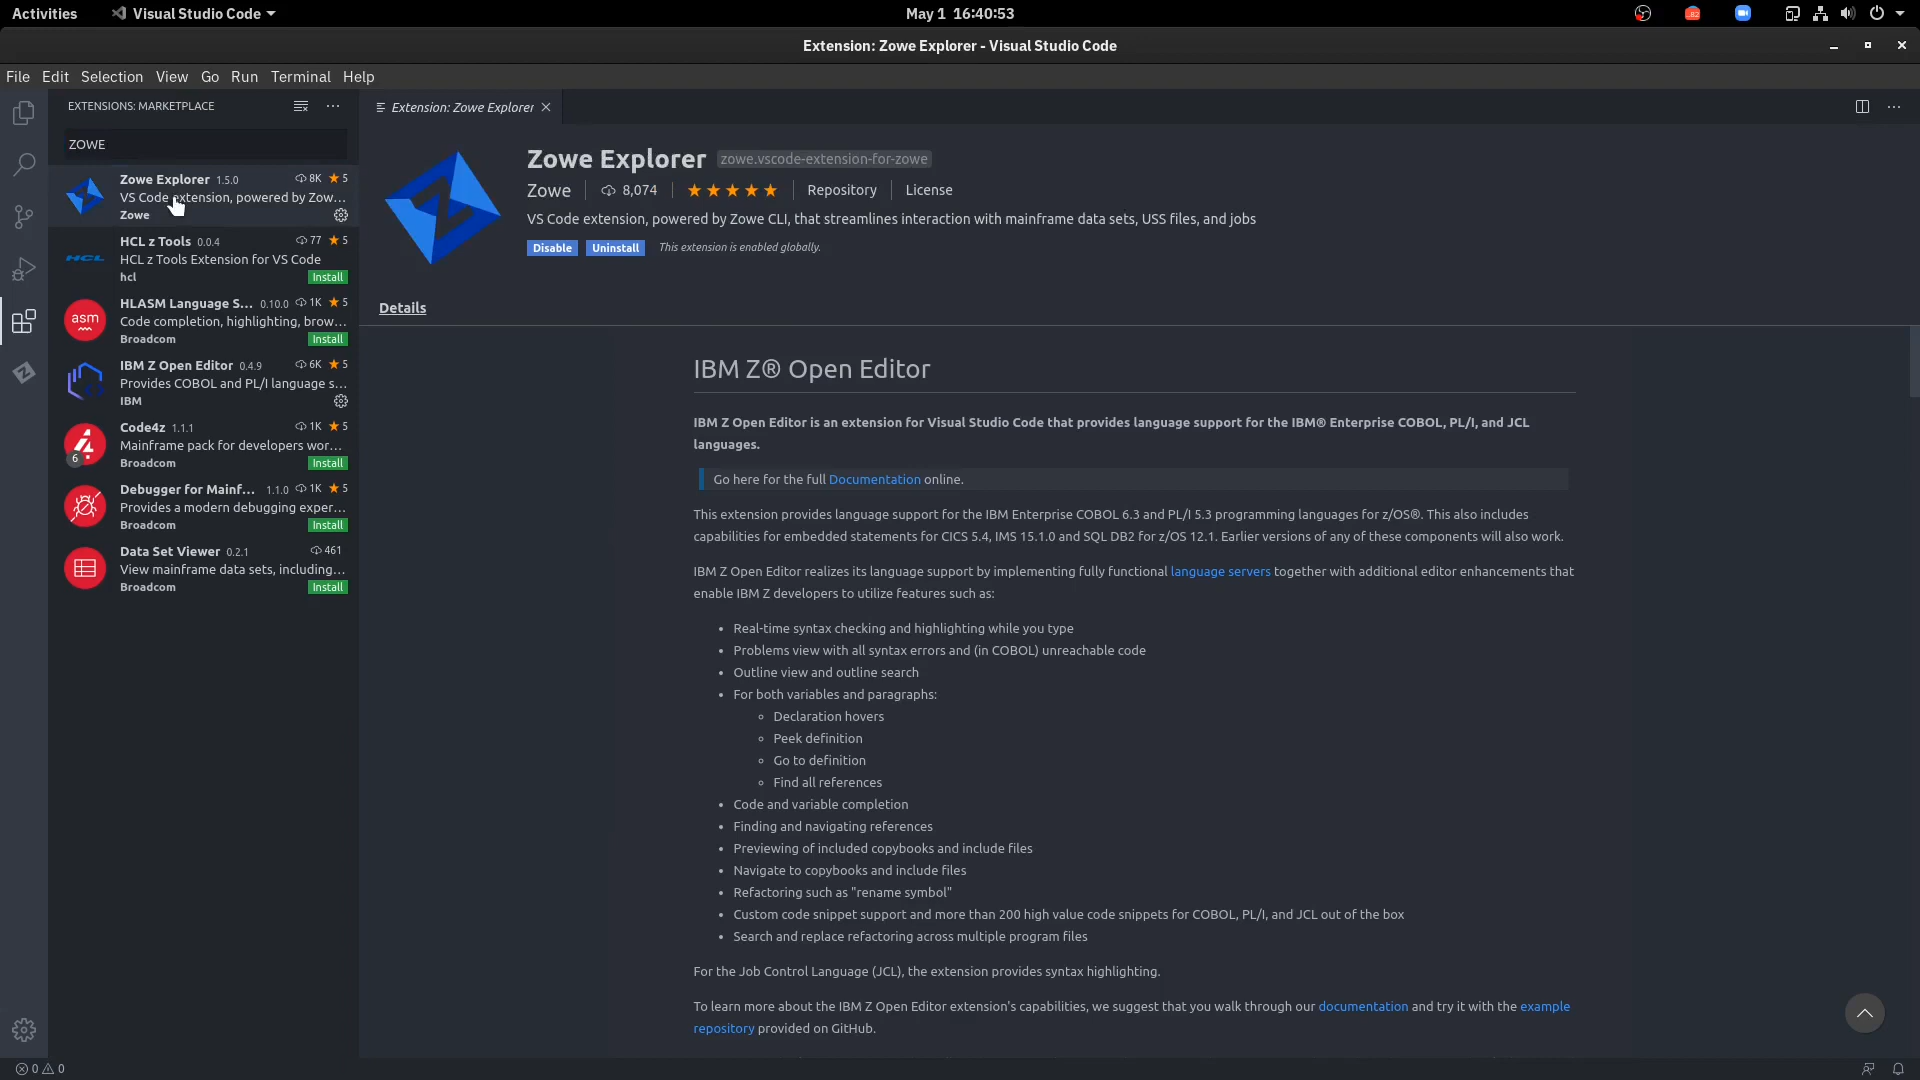 Activities
Visual Studio Code
May 1 16:40:53
.82
Extension: Zowe Explorer - Visual Studio Code
File Edit Selection View Go Run Terminal Help
EXTENSIONS: MARKETPLACE
ZOWE
Zowe Explorer 1.5.0 8K ★ 5
VS Code extension, powered by Zow...
Zowe
HCL
HCL z Tools 0.0.4 77 ★ 5
HCL z Tools Extension for VS Code
hcl
Install
asm
HLASM Language S... 0.10.0 1K ★ 5
Code completion, highlighting, brow...
Broadcom
Install
IBM Z Open Editor 0.4.9 6K ★ 5
Provides COBOL and PL/I language s...
IBM
6
Code4z 1.1.1 1K ★ 5
Mainframe pack for developers wor...
Broadcom
Install
Debugger for Mainf... 1.1.0 1K ★ 5
Provides a modern debugging exper...
Broadcom
Install
Data Set Viewer 0.2.1 461
View mainframe data sets, including...
Broadcom
Install
Extension: Zowe Explorer
Zowe Explorer zowe.vscode-extension-for-zowe
Zowe 8,074 ★★★★★ Repository License
VS Code extension, powered by Zowe CLI, that streamlines interaction with mainframe data sets, USS files, and jobs
Disable Uninstall This extension is enabled globally.
Details
IBM Z® Open Editor
IBM Z Open Editor is an extension for Visual Studio Code that provides language support for the IBM® Enterprise COBOL, PL/I, and JCL
languages.
Go here for the full Documentation online.
This extension provides language support for the IBM Enterprise COBOL 6.3 and PL/I 5.3 programming languages for z/OS®. This also includes
capabilities for embedded statements for CICS 5.4, IMS 15.1.0 and SQL DB2 for z/OS 12.1. Earlier versions of any of these components will also work.
IBM Z Open Editor realizes its language support by implementing fully functional language servers together with additional editor enhancements that
enable IBM Z developers to utilize features such as:
• Real-time syntax checking and highlighting while you type
• Problems view with all syntax errors and (in COBOL) unreachable code
• Outline view and outline search
• For both variables and paragraphs:
◦ Declaration hovers
◦ Peek definition
◦ Go to definition
◦ Find all references
• Code and variable completion
• Finding and navigating references
• Previewing of included copybooks and include files
• Navigate to copybooks and include files
• Refactoring such as "rename symbol"
• Custom code snippet support and more than 200 high value code snippets for COBOL, PL/I, and JCL out of the box
• Search and replace refactoring across multiple program files
For the Job Control Language (JCL), the extension provides syntax highlighting.
To learn more about the IBM Z Open Editor extension's capabilities, we suggest that you walk through our documentation and try it with the example
repository provided on GitHub.
0 0